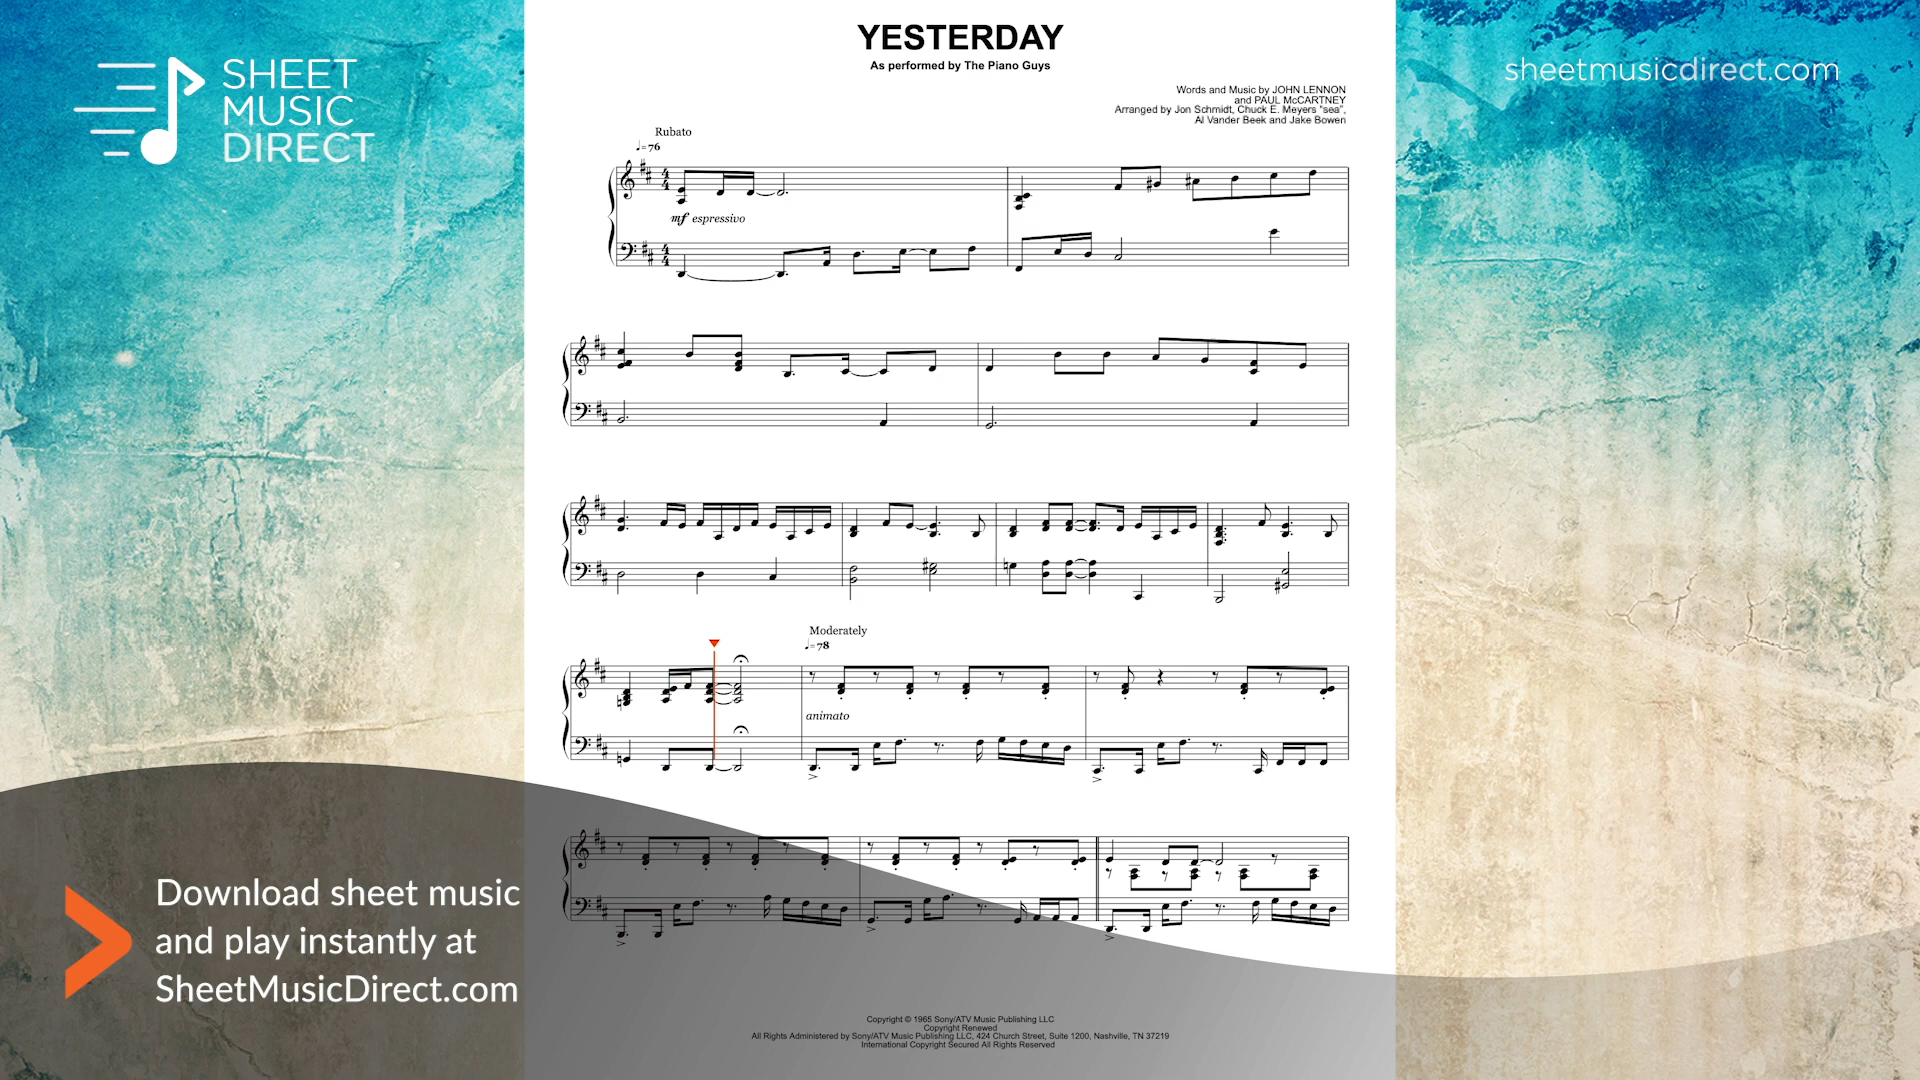 YESTERDAY
As performed by The Piano Guys
SHEET
MUSIC
DIRECT
sheetmusicdirect.com
Words and Music by JOHN LENNON
and PAUL McCARTNEY
Arranged by Jon Schmidt, Chuck E. Meyers "sea",
Al Vander Beek and Jake Bowen
Rubato
♩=76
mf espressivo
Moderately
♩=78
animato
Download sheet music
and play instantly at
SheetMusicDirect.com
Copyright © 1965 Sony/ATV Music Publishing LLC
Copyright Renewed
All Rights Administered by Sony/ATV Music Publishing LLC, 424 Church Street, Suite 1200, Nashville, TN 37219
International Copyright Secured All Rights Reserved